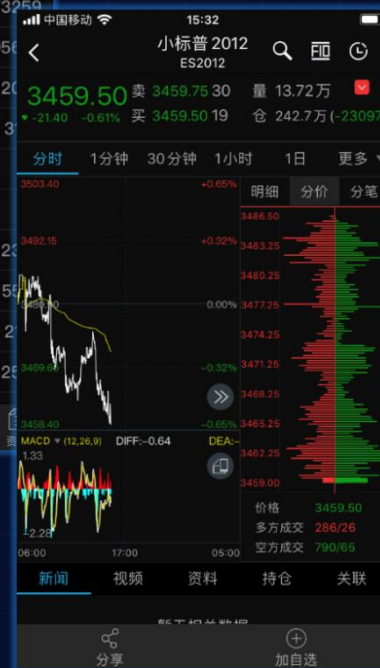 中国移动
15:32
小标普2012
ES2012
3459.50
卖 3459.75 30
量 13.72万
-21.40 -0.61%
买 3459.50 19
仓 242.7万(-23097
分时 1分钟 30分钟 1小时 1日 更多
3503.40 +0.65%
明细 分价 分笔
3486.50
3492.15 +0.32%
3483.25
3480.25
0.00%
3477.25
3474.25
-0.32%
3471.25
3468.25
3465.25
3458.40 -0.65%
MACD (12,26,9) DIFF:-0.64 DEA:-
3462.25
1.33
3459.00
价格 3459.50
多方成交 286/26
-2.28
空方成交 790/65
06:00 17:00 05:00
新闻 视频 资料 持仓 关联
分享
加自选